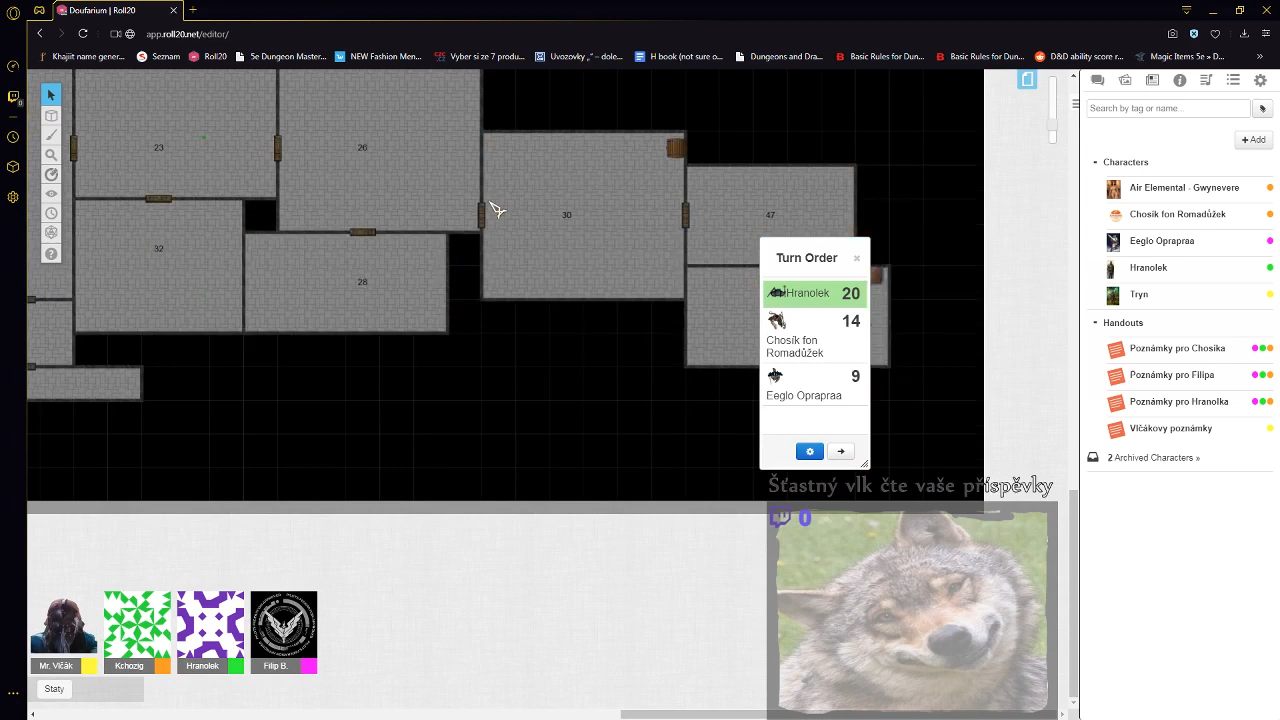 Doufarium | Roll20
app.roll20.net/editor/
Khajiit name gener... Seznam Roll20 5e Dungeon Master... NEW Fashion Men... Vyber si ze 7 produ... Uvozovky „“ – dole... H book (not sure o... Dungeons and Dra... Basic Rules for Dun... Basic Rules for Dun... D&D ability score r... Magic Items 5e » D...
Search by tag or name...
+ Add
Characters
Air Elemental - Gwynevere
Chosík fon Romadůžek
Eeglo Oprapraa
Hranolek
Tryn
Handouts
Poznámky pro Chosíka
Poznámky pro Filipa
Poznámky pro Hranolka
Vlčákovy poznámky
2 Archived Characters »
23
26
30
47
32
28
Turn Order ×
Hranolek 20
14
Chosík fon
Romadůžek
9
Eeglo Oprapraa
Šťastný vlk čte vaše příspěvky
0
Mr. Vlčák
Kchozig
Hranolek
Filip B.
Staty